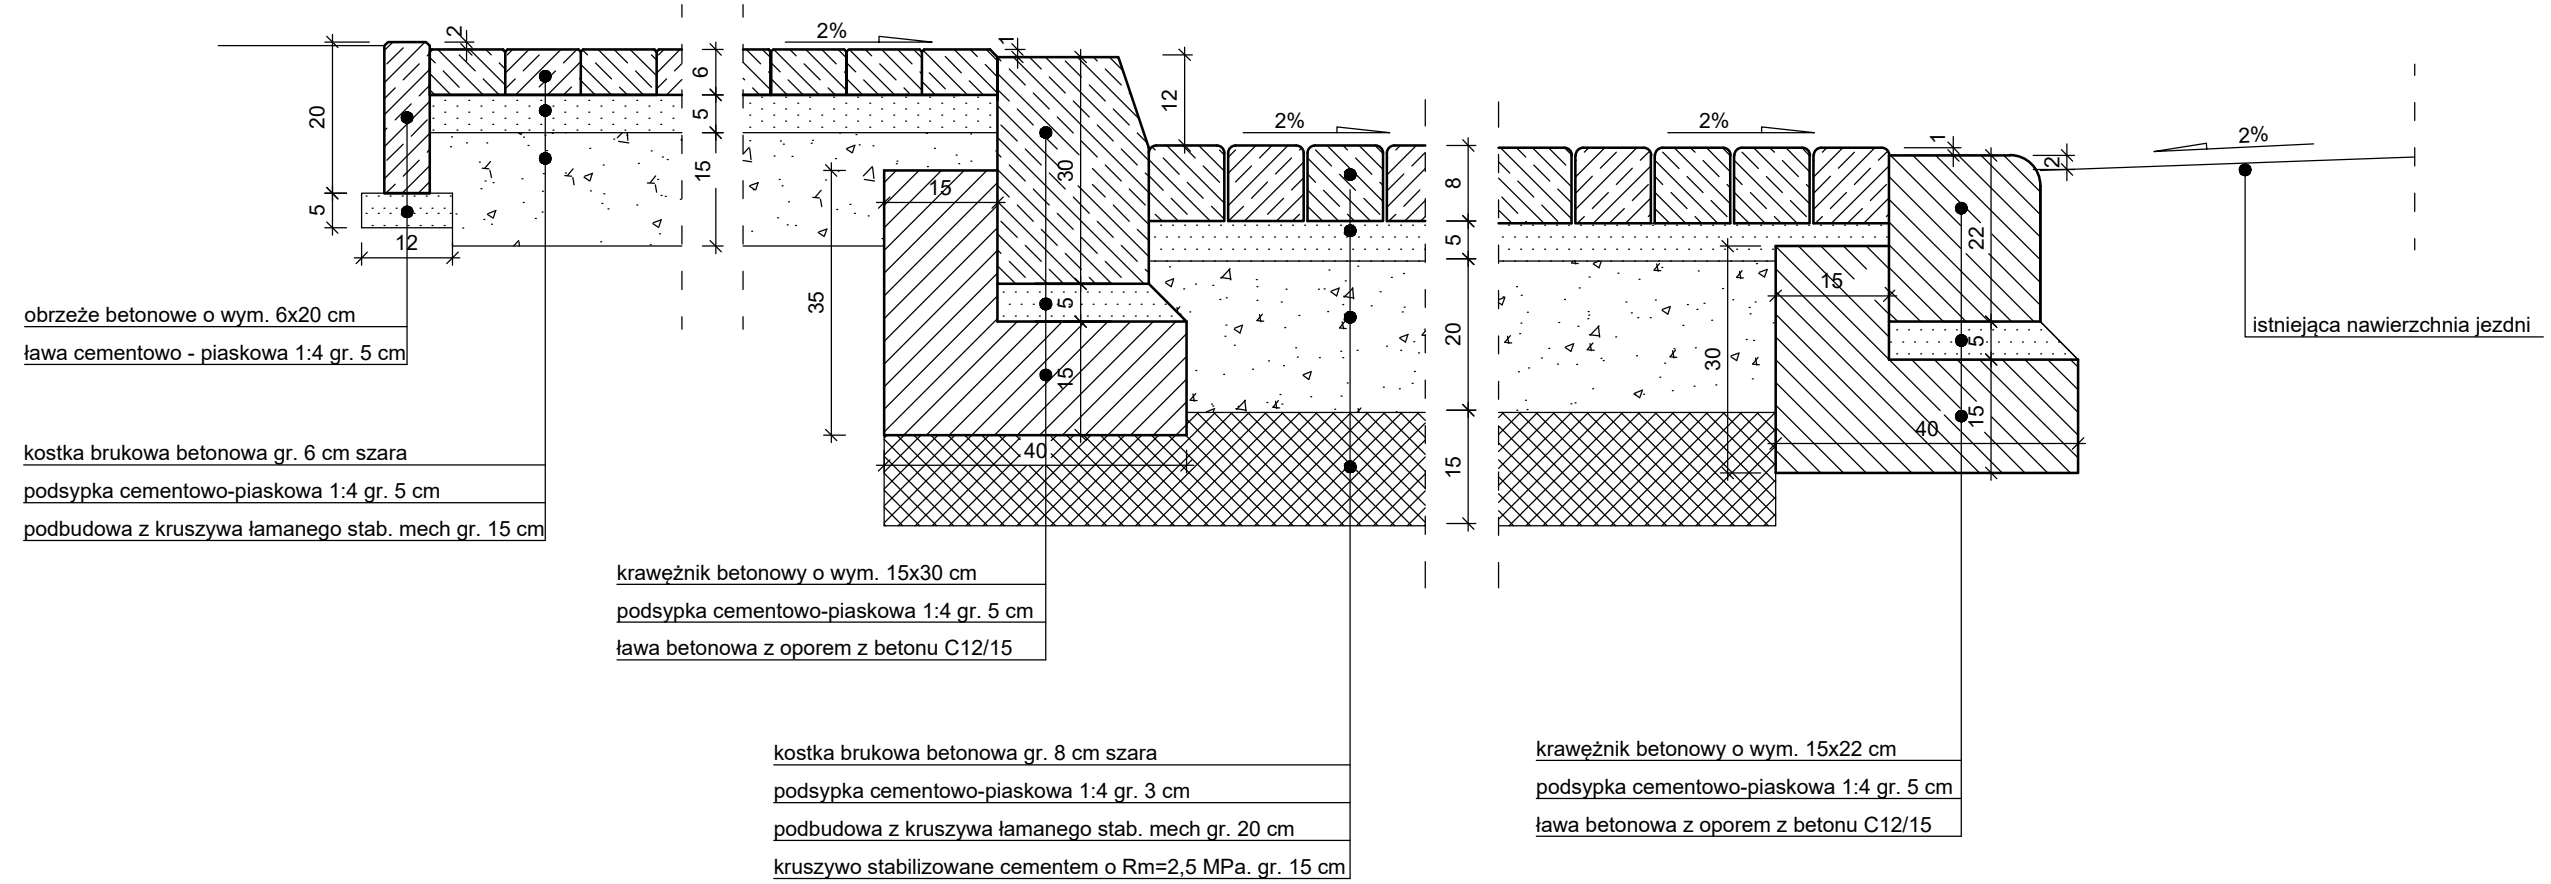 2
2%
1
6
20
5
12
30
12
2%
2%
1
2%
2
15
15
8
5
12
5
22
15
35
5
20
30
5
istniejąca nawierzchnia jezdni
obrzeże betonowe o wym. 6x20 cm
ława cementowo - piaskowa 1:4 gr. 5 cm
15
15
40
40
15
kostka brukowa betonowa gr. 6 cm szara
podsypka cementowo-piaskowa 1:4 gr. 5 cm
podbudowa z kruszywa łamanego stab. mech gr. 15 cm
krawężnik betonowy o wym. 15x30 cm
podsypka cementowo-piaskowa 1:4 gr. 5 cm
ława betonowa z oporem z betonu C12/15
kostka brukowa betonowa gr. 8 cm szara
podsypka cementowo-piaskowa 1:4 gr. 3 cm
podbudowa z kruszywa łamanego stab. mech gr. 20 cm
kruszywo stabilizowane cementem o Rm=2,5 MPa. gr. 15 cm
krawężnik betonowy o wym. 15x22 cm
podsypka cementowo-piaskowa 1:4 gr. 5 cm
ława betonowa z oporem z betonu C12/15